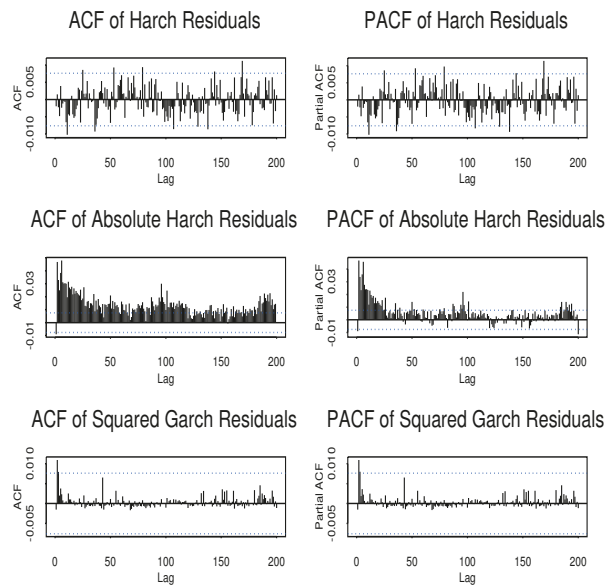 ACF of Harch Residuals
PACF of Harch Residuals
ACF
-0.010 0.005
0 50 100 150 200
Lag
Partial ACF
-0.010 0.005
0 50 100 150 200
Lag
ACF of Absolute Harch Residuals
PACF of Absolute Harch Residuals
ACF
-0.01 0.03
0 50 100 150 200
Lag
Partial ACF
-0.01 0.03
0 50 100 150 200
Lag
ACF of Squared Garch Residuals
PACF of Squared Garch Residuals
ACF
-0.005 0.010
0 50 100 150 200
Lag
Partial ACF
-0.005 0.010
0 50 100 150 200
Lag